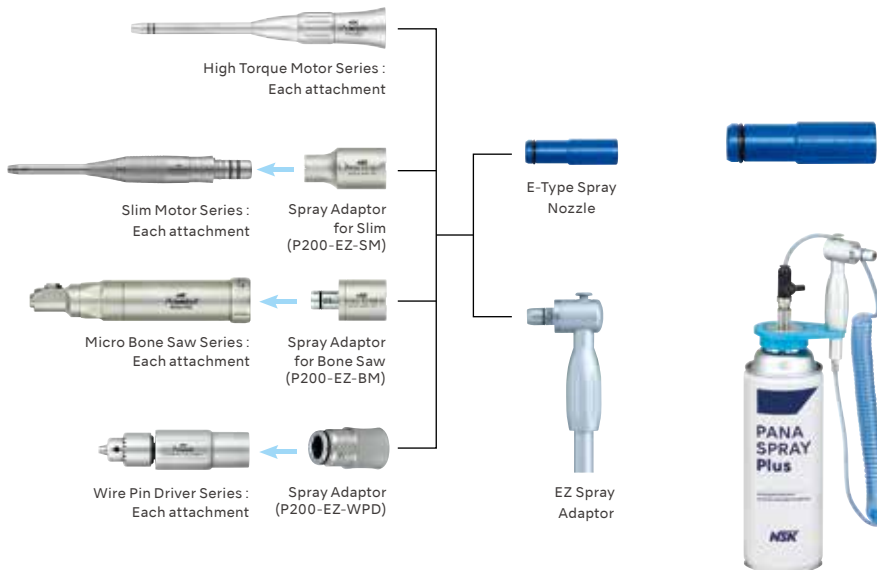 High Torque Motor Series :
Each attachment
Slim Motor Series :
Each attachment
Spray Adaptor
for Slim
(P200-EZ-SM)
E-Type Spray
Nozzle
Micro Bone Saw Series :
Each attachment
Spray Adaptor
for Bone Saw
(P200-EZ-BM)
Wire Pin Driver Series :
Each attachment
Spray Adaptor
(P200-EZ-WPD)
EZ Spray
Adaptor
PANA
SPRAY
Plus
NSK